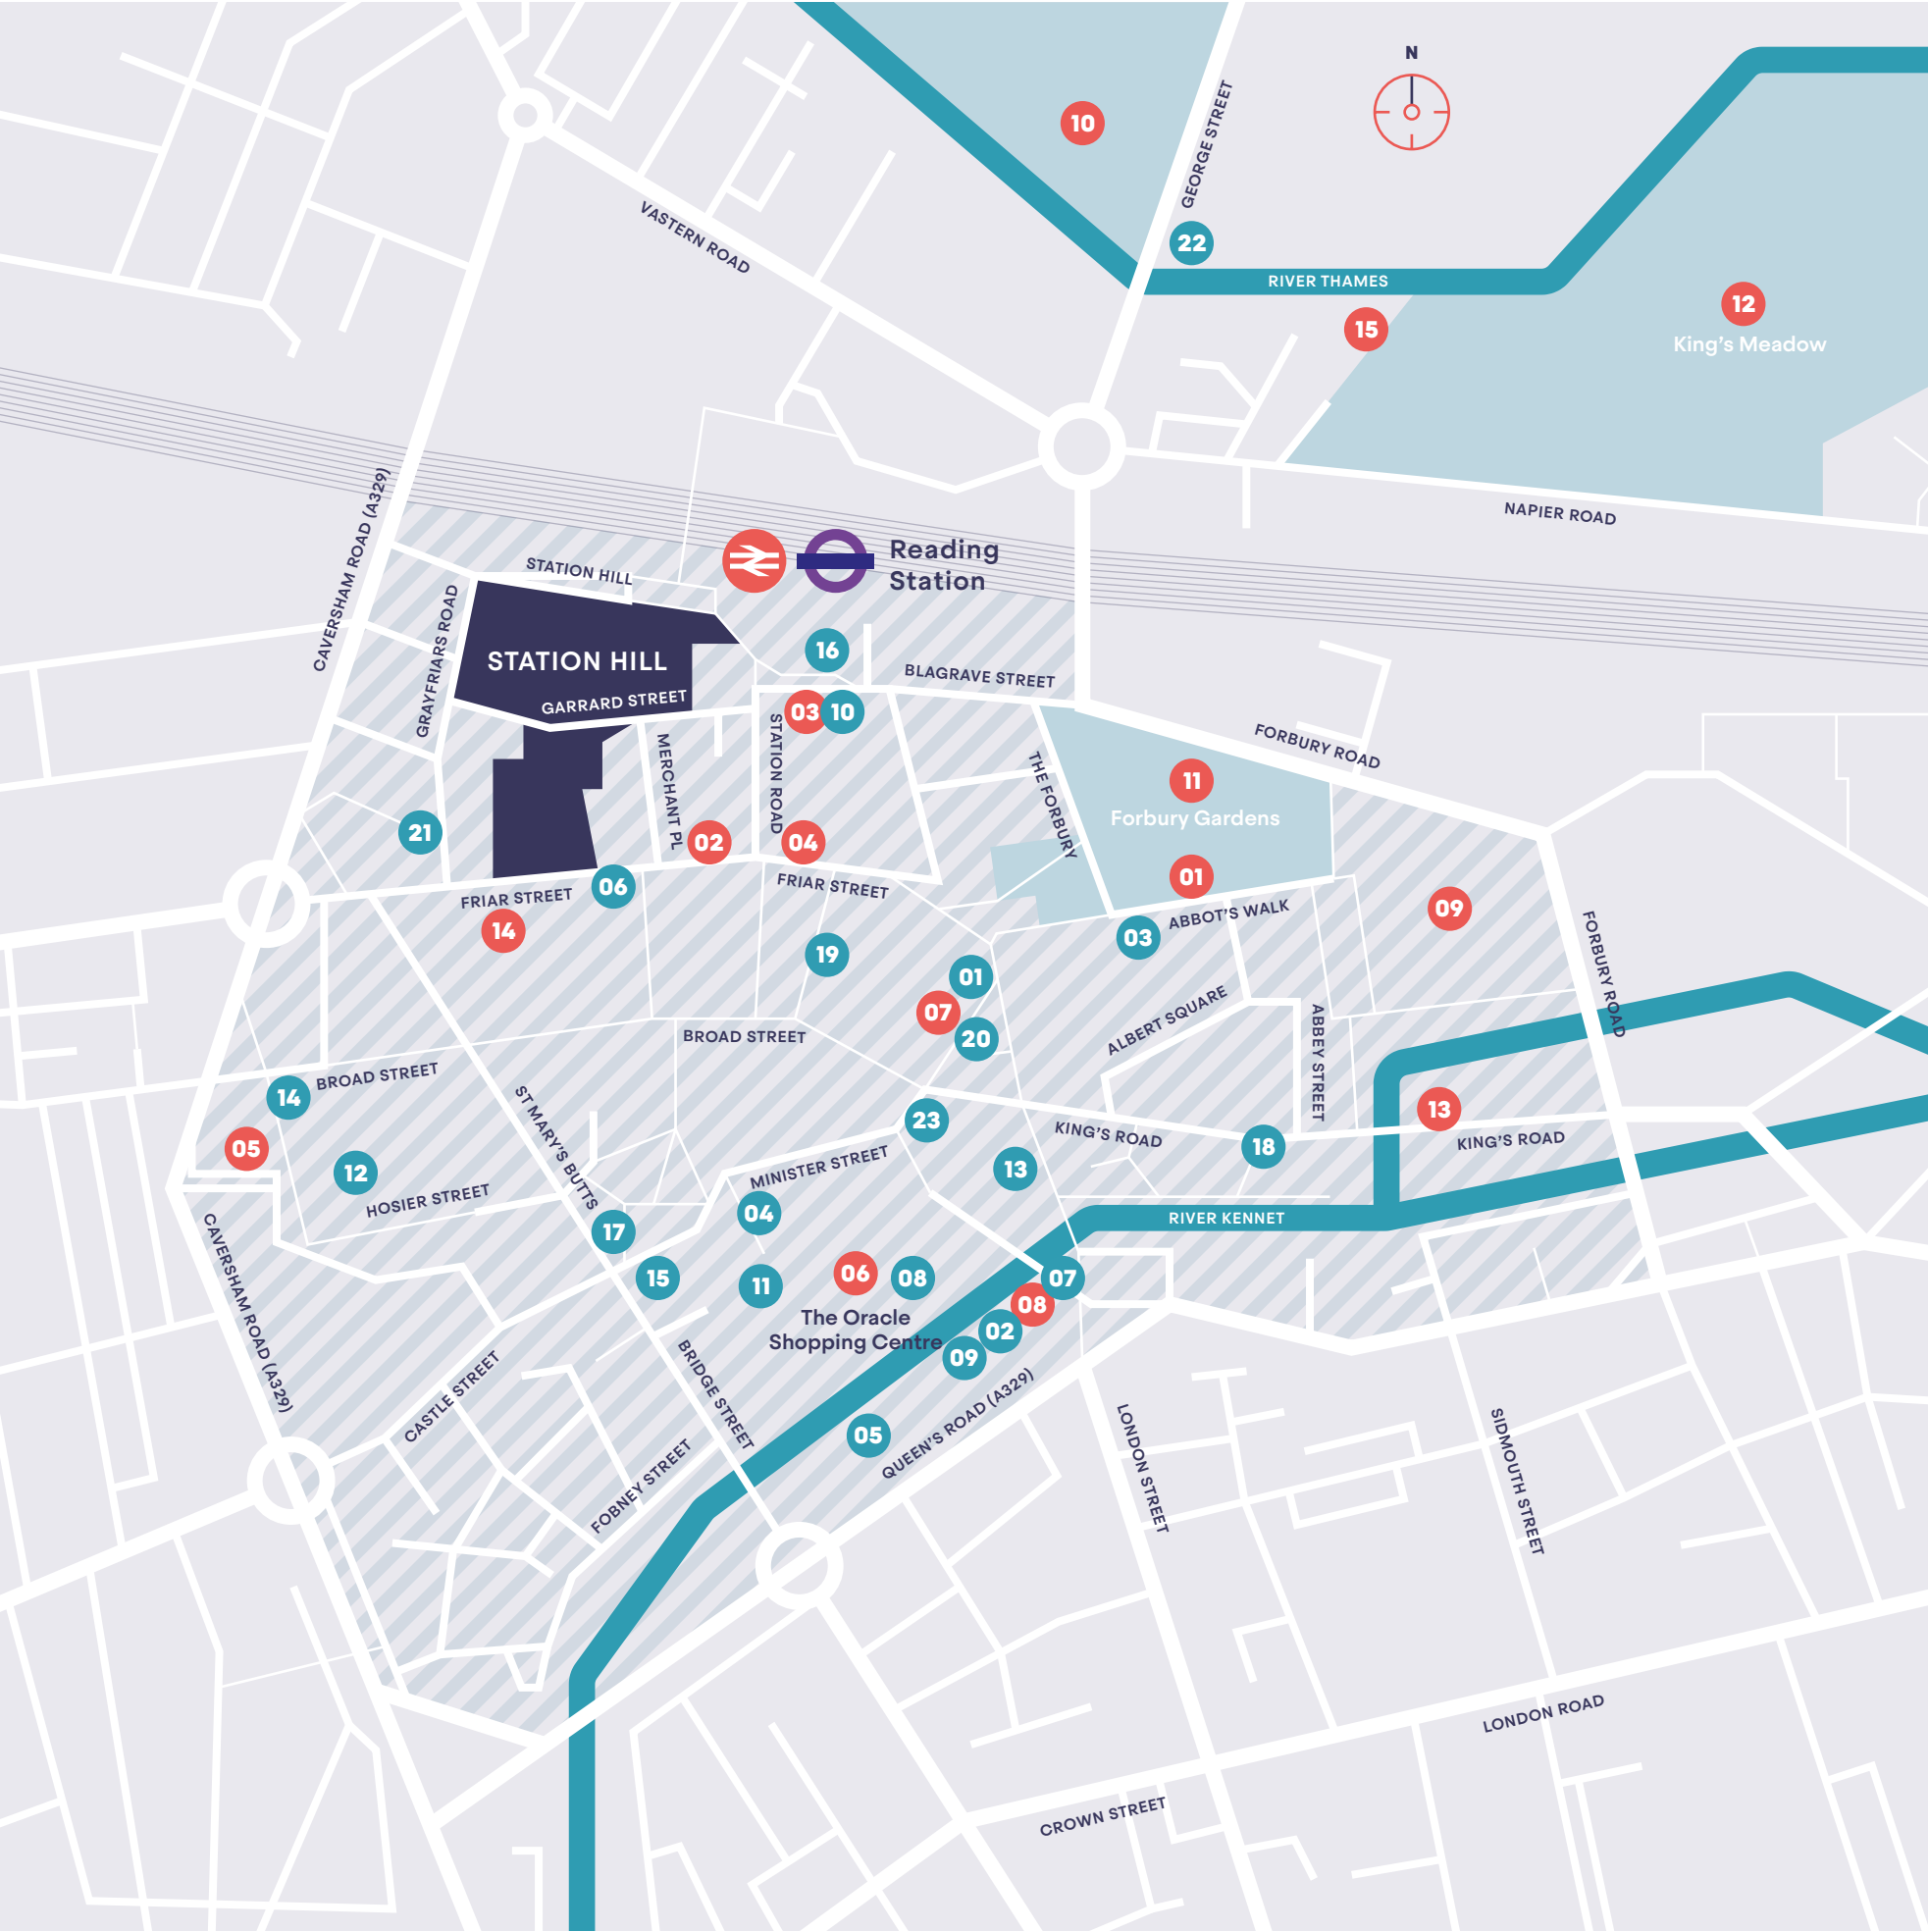 N
10
GEORGE STREET
VASTERN ROAD
22
RIVER THAMES
12
King's Meadow
15
CAVERSHAM ROAD (A329)
NAPIER ROAD
Reading
Station
STATION HILL
GRAYFRIARS ROAD
STATION HILL
GARRARD STREET
16
BLAGRAVE STREET
03
10
STATION ROAD
MERCHANT PL
THE FORBURY
FORBURY ROAD
11
Forbury Gardens
21
02
04
01
06
FRIAR STREET
FRIAR STREET
14
ABBOT'S WALK
09
03
FORBURY ROAD
19
01
07
20
BROAD STREET
ALBERT SQUARE
ABBEY STREET
BROAD STREET
14
ST MARY'S BUTTS
23
KING'S ROAD
18
13
KING'S ROAD
05
12
HOSIER STREET
MINISTER STREET
13
04
17
RIVER KENNET
CAVERSHAM ROAD (A329)
15
11
06
08
07
08
The Oracle
Shopping Centre
02
09
BRIDGE STREET
CASTLE STREET
05
QUEEN'S ROAD (A329)
FOBNEY STREET
LONDON STREET
SIDMOUTH STREET
LONDON ROAD
CROWN STREET